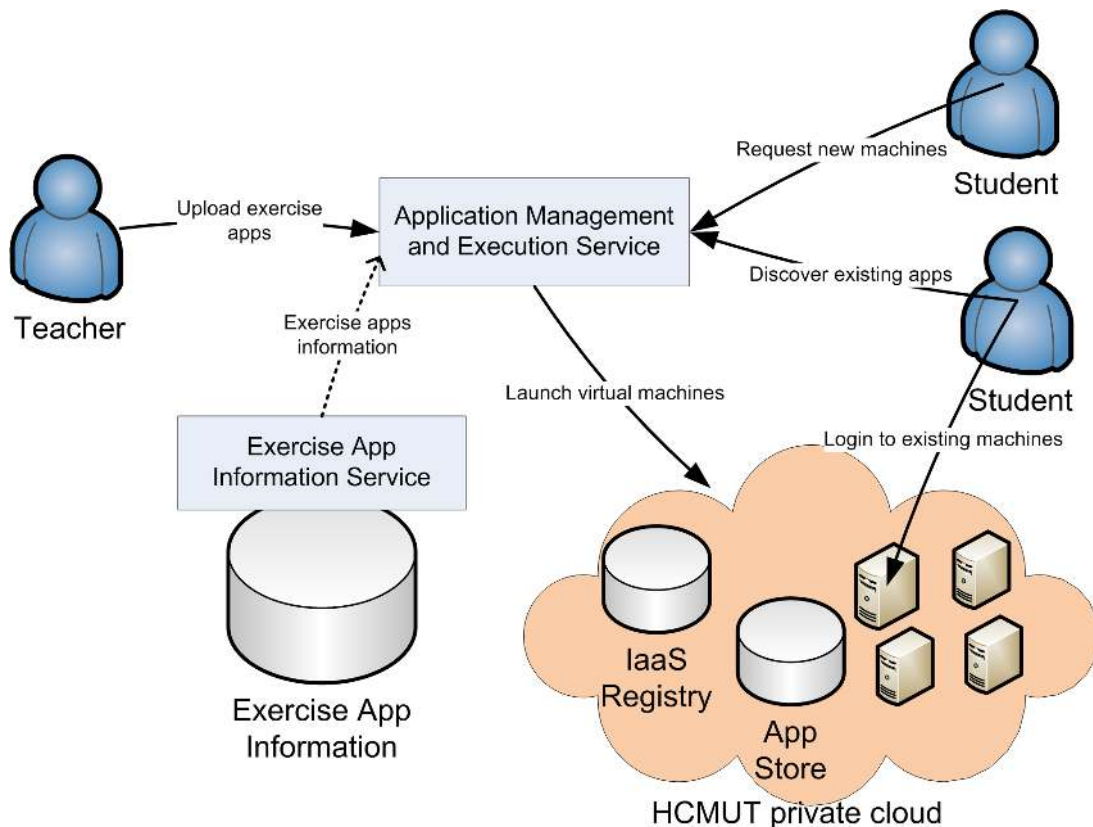 Request new machines
Student
Upload exercise
apps
Application Management
and Execution Service
Teacher
Discover existing apps
Student
Exercise apps
information
Launch virtual machines
Login to existing machines
Exercise App
Information Service
Exercise App
Information
IaaS
Registry
App
Store
HCMUT private cloud